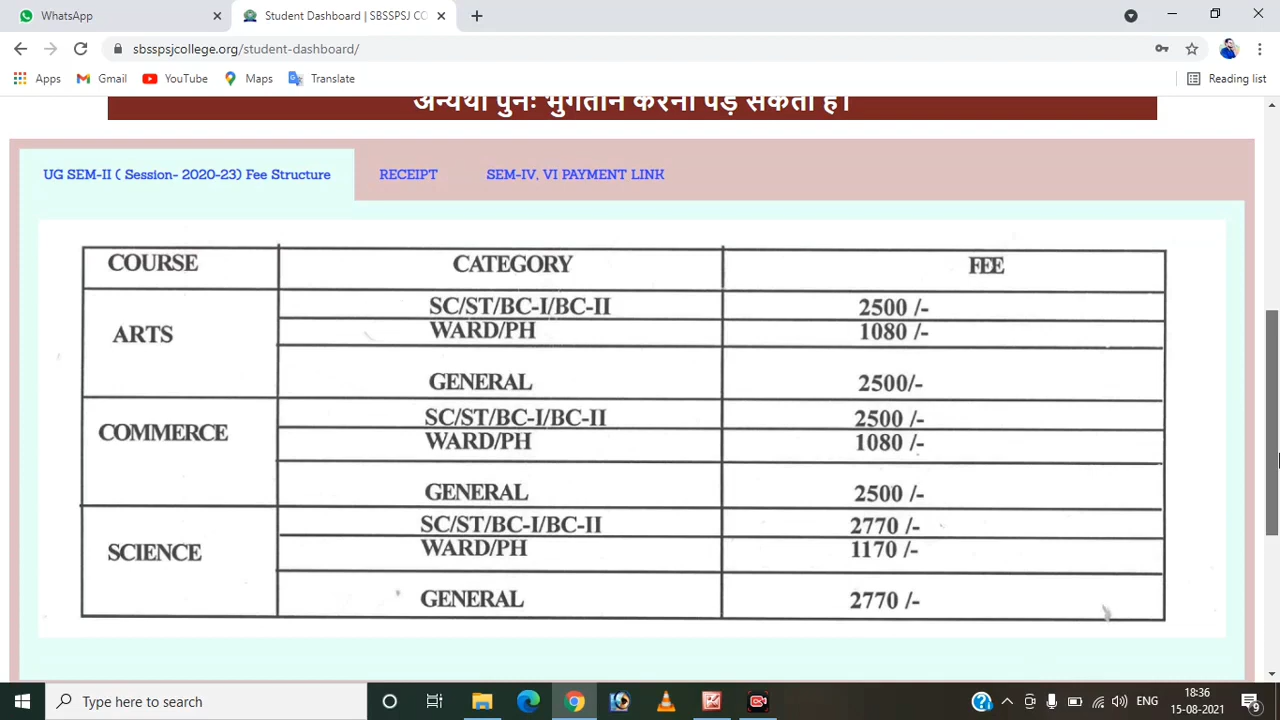 WhatsApp
Student Dashboard | SBSSPSJ CO
sbsspsjcollege.org/student-dashboard/
Apps Gmail YouTube Maps Translate Reading list
अन्यथा पुनः भुगतान करना पड़ सकता है।
UG SEM-II ( Session- 2020-23) Fee Structure RECEIPT SEM-IV, VI PAYMENT LINK
COURSE CATEGORY FEE
ARTS
SC/ST/BC-I/BC-II 2500 /-
WARD/PH 1080 /-
GENERAL 2500/-
COMMERCE
SC/ST/BC-I/BC-II 2500 /-
WARD/PH 1080 /-
GENERAL 2500 /-
SCIENCE
SC/ST/BC-I/BC-II 2770 /-
WARD/PH 1170 /-
GENERAL 2770 /-
Type here to search
ENG
18:36
15-08-2021
9